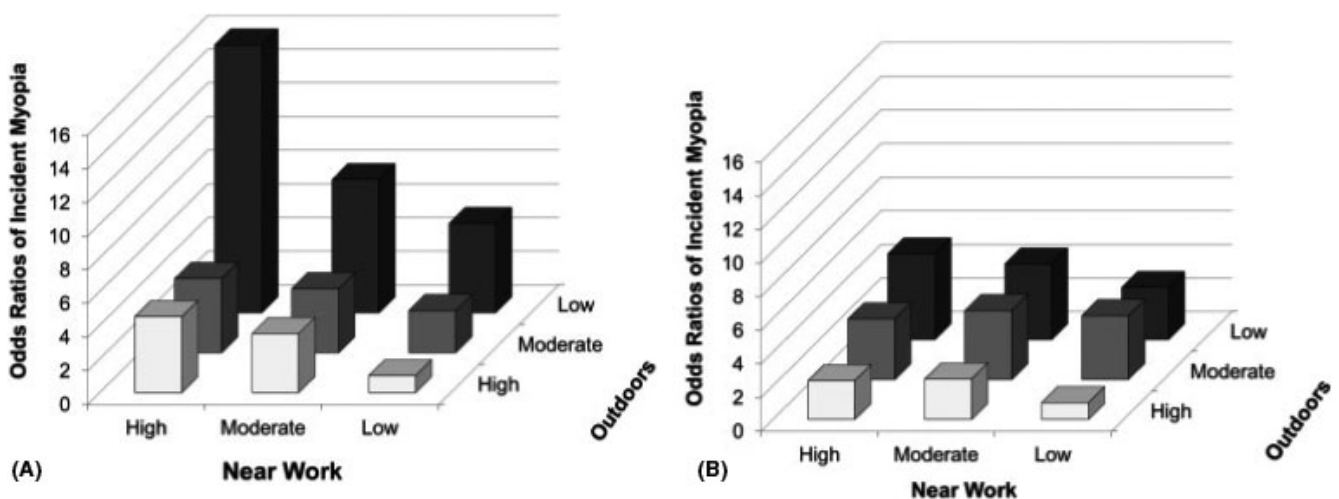 Odds Ratios of Incident Myopia
16
14
12
10
8
6
4
2
0
High
Moderate
Low
Near Work
Low
Moderate
High
Outdoors
(A)
Odds Ratios of Incident Myopia
16
14
12
10
8
6
4
2
0
High
Moderate
Low
Near Work
Low
Moderate
High
Outdoors
(B)